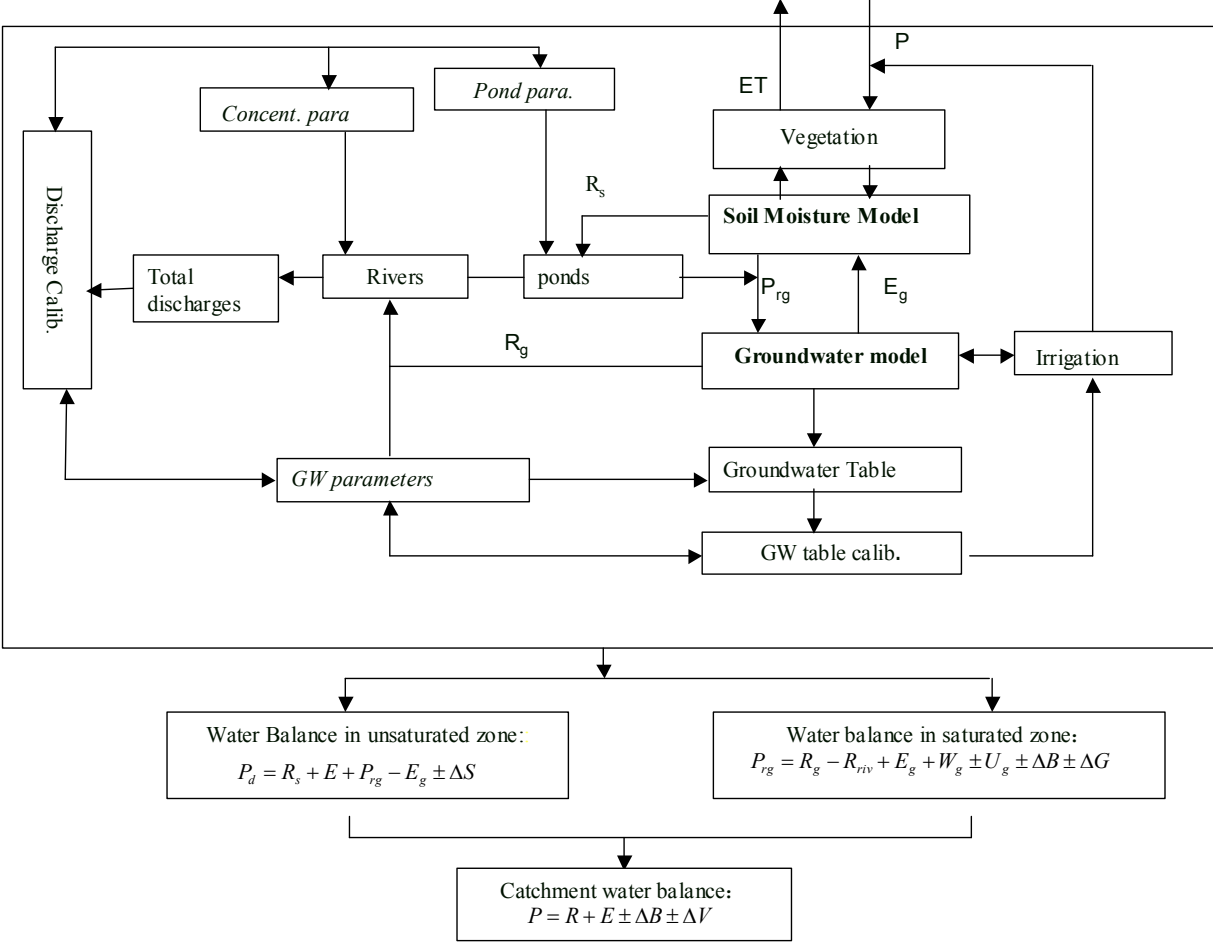 P
ET
Pond para.
Concent. para
Vegetation
Discharge Calib.
R_s
Soil Moisture Model
Total
discharges
Rivers
ponds
P_rg
E_g
R_g
Groundwater model
Irrigation
GW parameters
Groundwater Table
GW table calib.
Water Balance in unsaturated zone:
P_d = R_s + E + P_rg − E_g ± ΔS
Water balance in saturated zone:
P_rg = R_g − R_riv + E_g + W_g ± U_g ± ΔB ± ΔG
Catchment water balance:
P = R + E ± ΔB ± ΔV